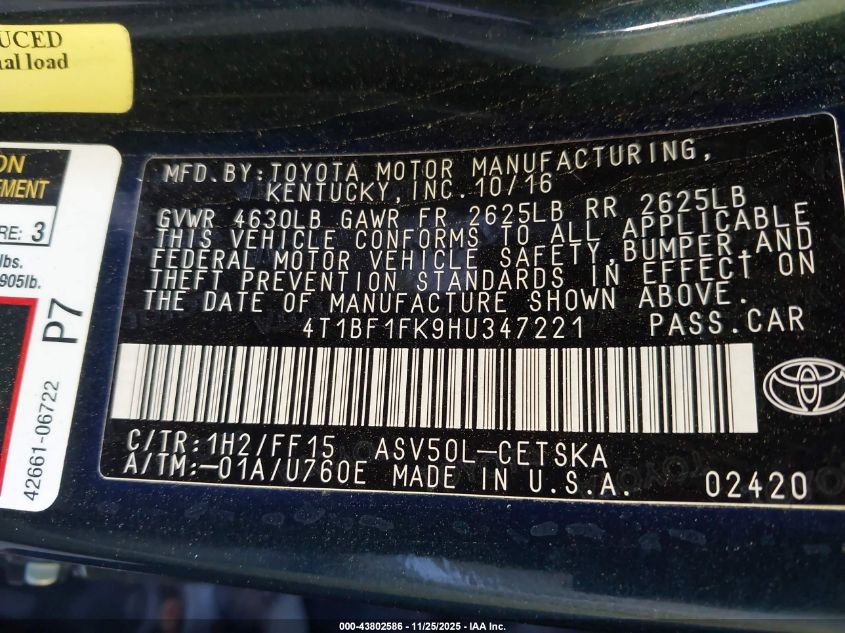 UCED
nal load
ON
EMENT
RE: 3
lbs.
905lb.
P7
42661-06722
MFD.BY:TOYOTA MOTOR MANUFACTURING,
KENTUCKY, INC. 10/16
GVWR 4630LB GAWR FR 2625LB RR 2625LB
THIS VEHICLE CONFORMS TO ALL APPLICABLE
FEDERAL MOTOR VEHICLE SAFETY,BUMPER,AND
THEFT PREVENTION STANDARDS IN EFFECT ON
THE DATE OF MANUFACTURE SHOWN ABOVE.
4T1BF1FK9HU347221 PASS.CAR
C/TR:1H2/FF15 ASV50L-CETSKA
A/TM:-01A/U760E MADE IN U.S.A. 02420
000-43802586 - 11/25/2025 - IAA Inc.